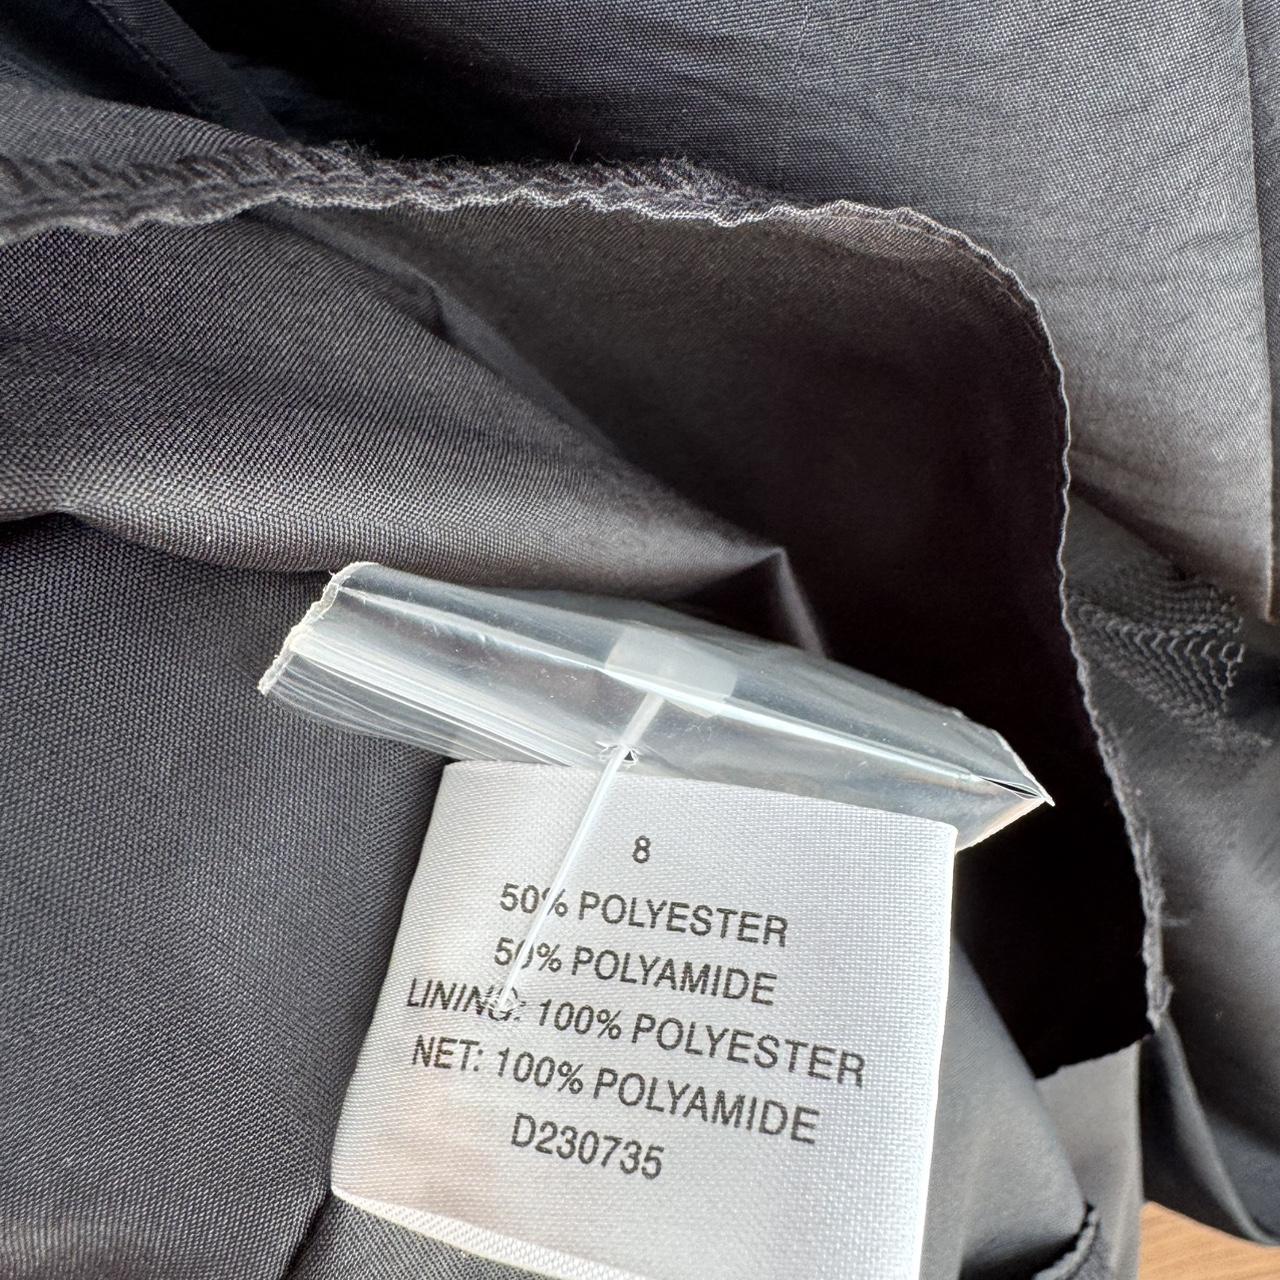 8
50% POLYESTER
50% POLYAMIDE
LINING: 100% POLYESTER
NET: 100% POLYAMIDE
D230735